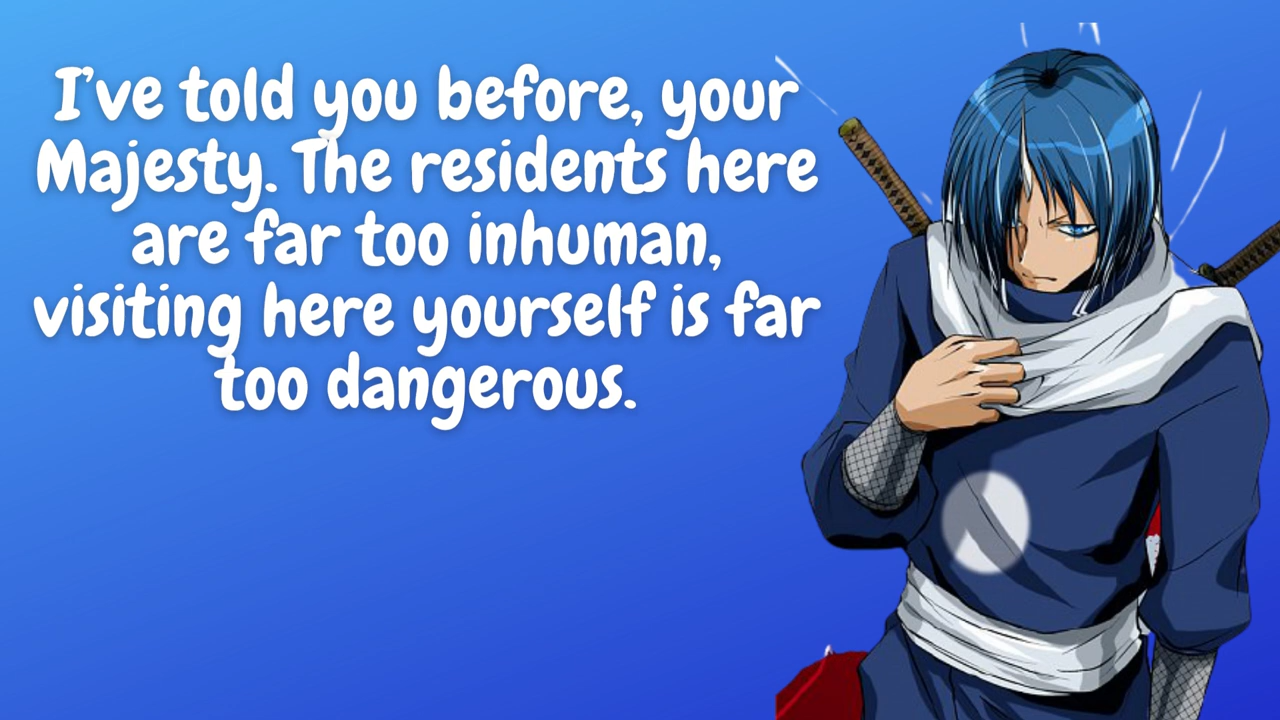 I've told you before, your
Majesty. The residents here
are far too inhuman,
visiting here yourself is far
too dangerous.